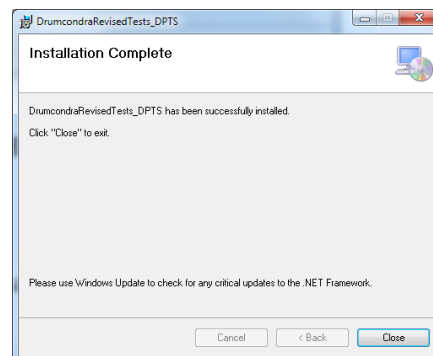 DrumcondraRevisedTests_DPTS
Installation Complete
DrumcondraRevisedTests_DPTS has been successfully installed.
Click "Close" to exit.
Please use Windows Update to check for any critical updates to the .NET Framework.
Cancel < Back Close